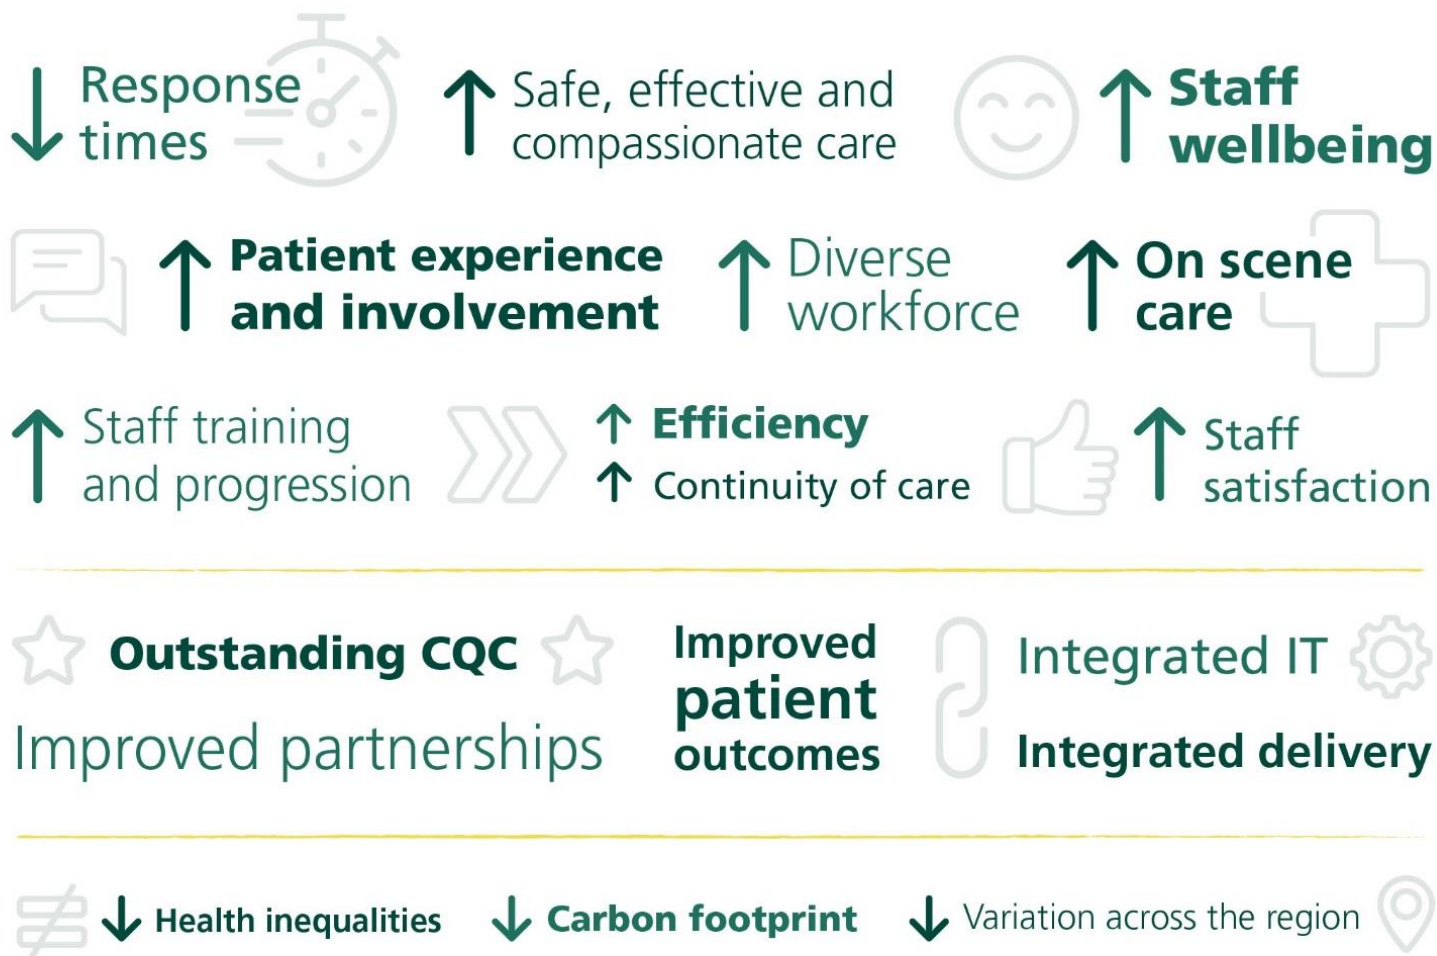 Response
times
Safe, effective and
compassionate care
Staff
wellbeing
Patient experience
and involvement
Diverse
workforce
On scene
care
Staff training
and progression
Efficiency
Continuity of care
Staff
satisfaction
Outstanding CQC
Improved partnerships
Improved
patient
outcomes
Integrated IT
Integrated delivery
Health inequalities
Carbon footprint
Variation across the region